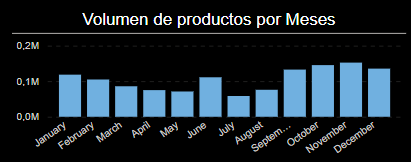 Volumen de productos por Meses
0,2M
0,1M
0,0M
January
February
March
April
May
June
July
August
Septem...
October
November
December